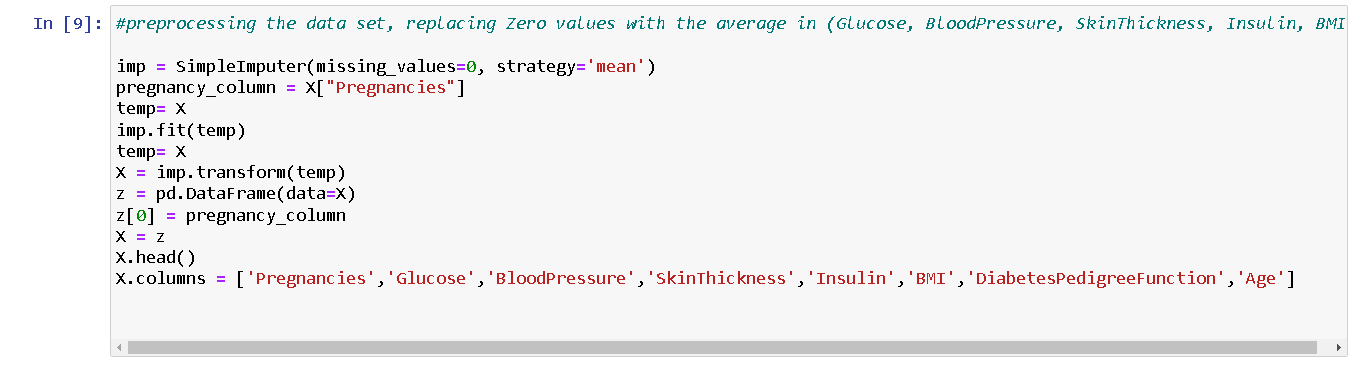 In [9]: #preprocessing the data set, replacing Zero values with the average in (Glucose, BloodPressure, SkinThickness, Insulin, BMI
imp = SimpleImputer(missing_values=0, strategy='mean')
pregnancy_column = X["Pregnancies"]
temp= X
imp.fit(temp)
temp= X
X = imp.transform(temp)
z = pd.DataFrame(data=X)
z[0] = pregnancy_column
X = z
X.head()
X.columns = ['Pregnancies','Glucose','BloodPressure','SkinThickness','Insulin','BMI','DiabetesPedigreeFunction','Age']